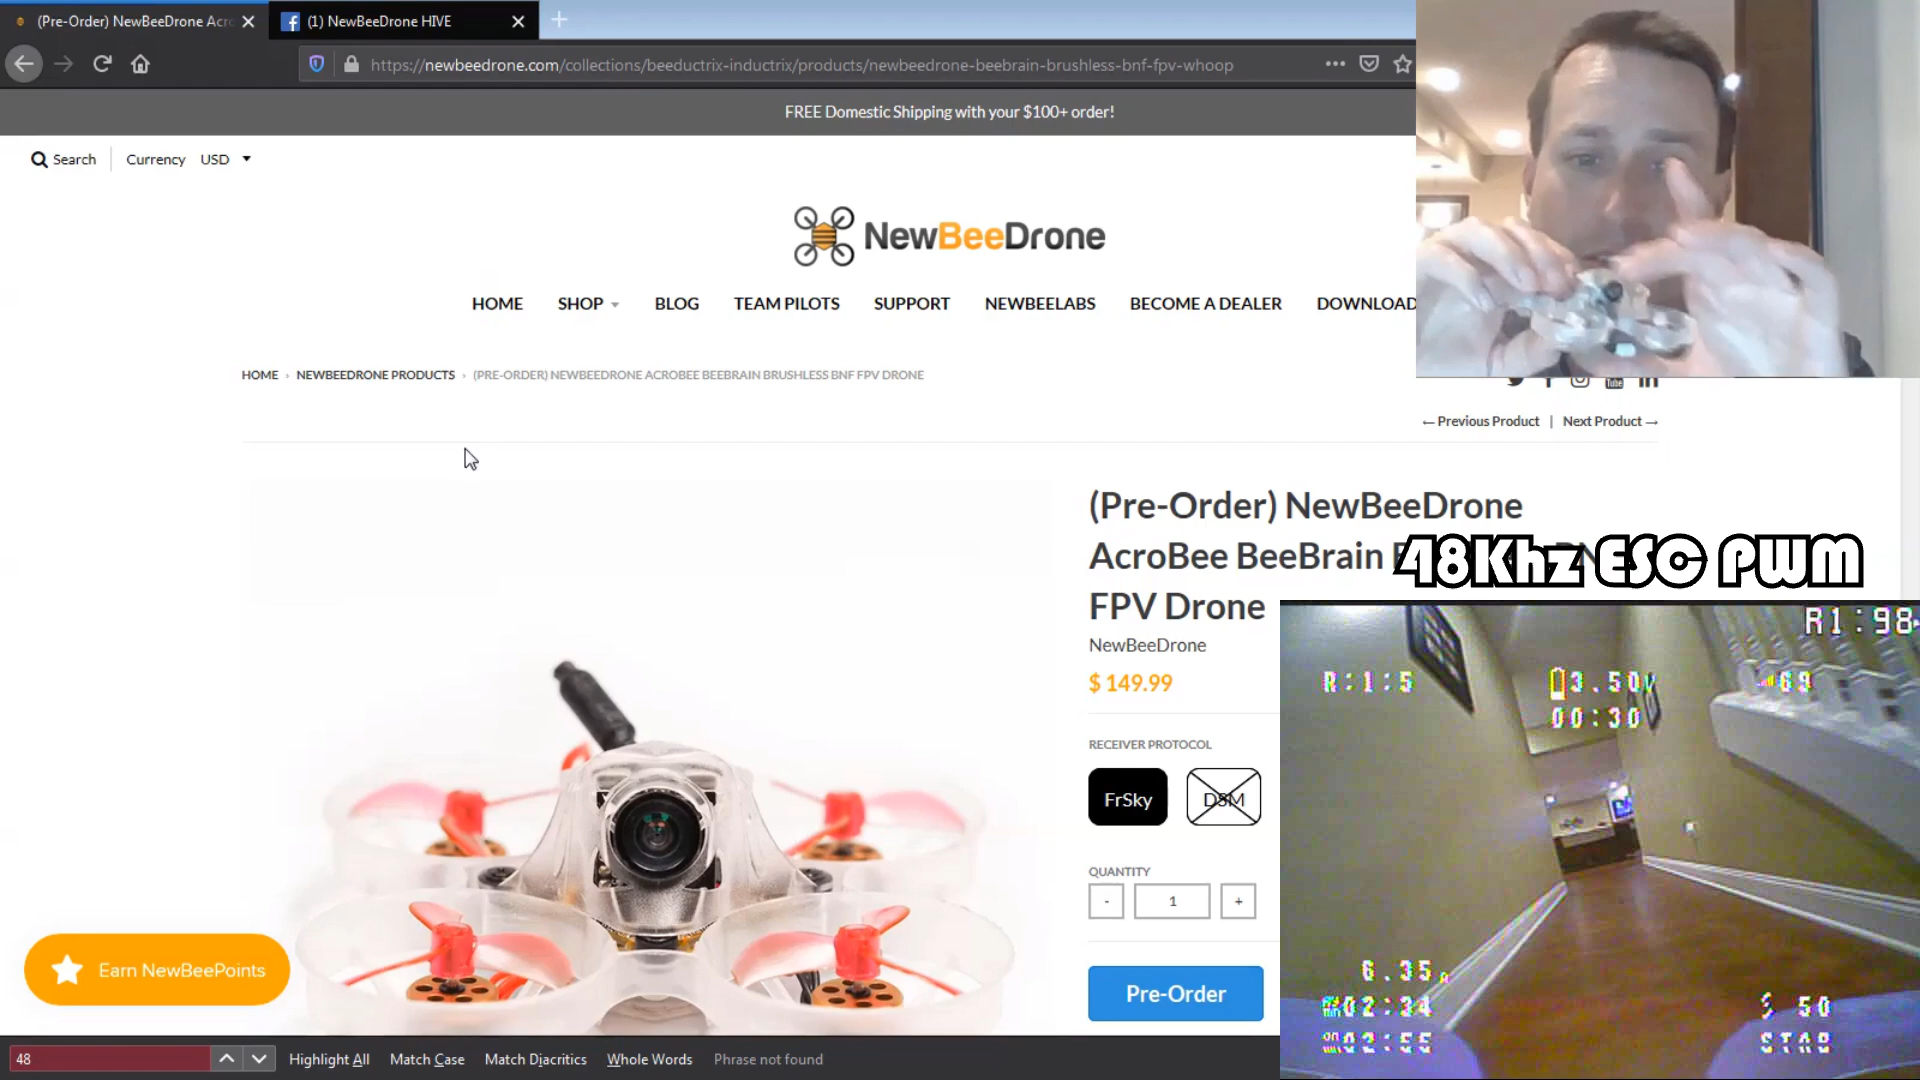 (Pre-Order) NewBeeDrone Acro
(1) NewBeeDrone HIVE
https://newbeedrone.com/collections/beeductrix-inductrix/products/newbeedrone-beebrain-brushless-bnf-fpv-whoop
FREE Domestic Shipping with your $100+ order!
Search
Currency USD
NewBeeDrone
HOME SHOP BLOG TEAM PILOTS SUPPORT NEWBEELABS BECOME A DEALER DOWNLOAD
HOME › NEWBEEDRONE PRODUCTS › (PRE-ORDER) NEWBEEDRONE ACROBEE BEEBRAIN BRUSHLESS BNF FPV DRONE
← Previous Product | Next Product →
(Pre-Order) NewBeeDrone
AcroBee BeeBrain
48Khz ESC PWM
FPV Drone
NewBeeDrone
$ 149.99
RECEIVER PROTOCOL
FrSky DSM
QUANTITY
- 1 +
Pre-Order
Earn NewBeePoints
R1:98
R:1:5 3.50V 69
00:30
6.35
02:34 50
02:55 STAB
48 Highlight All Match Case Match Diacritics Whole Words Phrase not found